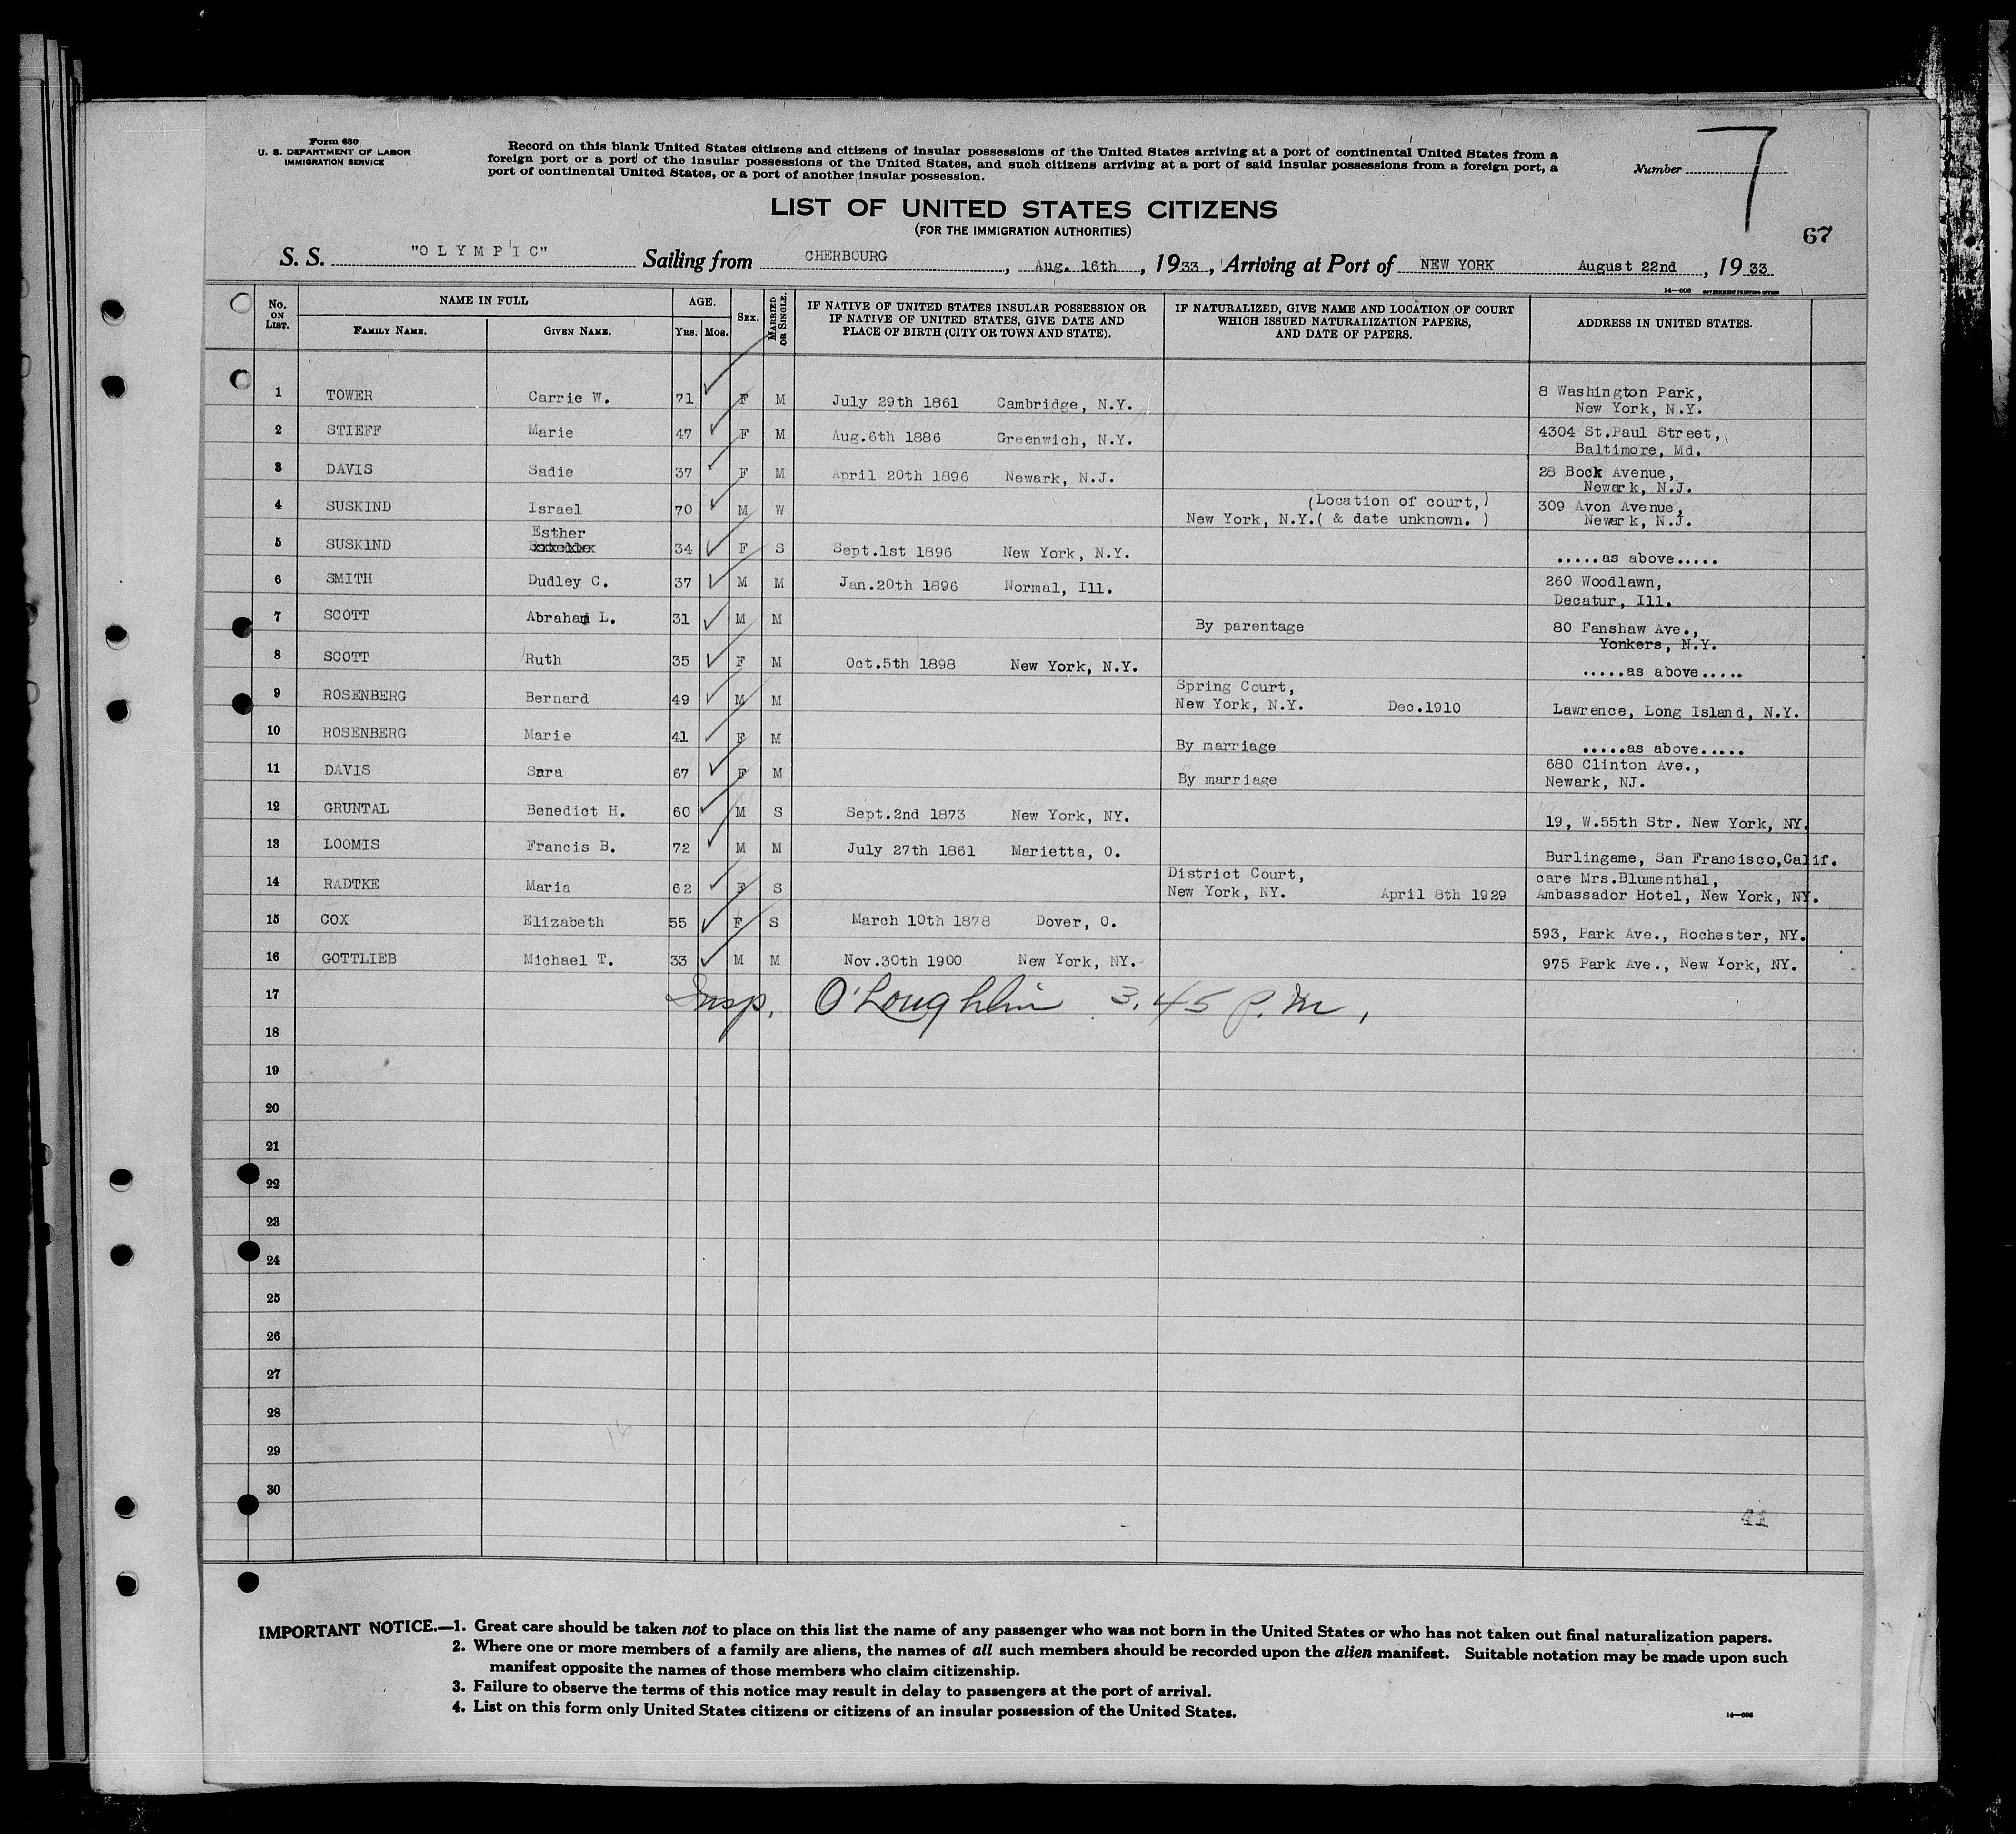 Form 630
U. S. DEPARTMENT OF LABOR
IMMIGRATION SERVICE
Record on this blank United States citizens and citizens of insular possessions of the United States arriving at a port of continental United States from a
foreign port or a port of the insular possessions of the United States, and such citizens arriving at a port of said insular possessions from a foreign port, a
port of continental United States, or a port of another insular possession.
Number 7
LIST OF UNITED STATES CITIZENS
(FOR THE IMMIGRATION AUTHORITIES)
67
S. S. "OLYMPIC" Sailing from CHERBOURG, Aug. 16th, 1933, Arriving at Port of NEW YORK August 22nd, 1933
14—608 GOVERNMENT PRINTING OFFICE
No. ON LIST. NAME IN FULL AGE. SEX. MARRIED OR SINGLE. IF NATIVE OF UNITED STATES INSULAR POSSESSION OR IF NATIVE OF UNITED STATES, GIVE DATE AND PLACE OF BIRTH (CITY OR TOWN AND STATE). IF NATURALIZED, GIVE NAME AND LOCATION OF COURT WHICH ISSUED NATURALIZATION PAPERS, AND DATE OF PAPERS. ADDRESS IN UNITED STATES.
FAMILY NAME. GIVEN NAME. YRS. MOS.
1 TOWER Carrie W. 71 F M July 29th 1861 Cambridge, N.Y. 8 Washington Park,
New York, N.Y.
2 STIEFF Marie 47 F M Aug.6th 1886 Greenwich, N.Y. 4304 St.Paul Street,
Baltimore, Md.
3 DAVIS Sadie 37 F M April 20th 1896 Newark, N.J. 28 Bock Avenue,
Newark, N.J.
4 SUSKIND Israel 70 M W (Location of court,) 309 Avon Avenue,
New York, N.Y.( & date unknown. ) Newark, N.J.
Esther
5 SUSKIND 34 F S Sept.1st 1896 New York, N.Y. .....as above.....
6 SMITH Dudley C. 37 M M Jan.20th 1896 Normal, Ill. 260 Woodlawn,
Decatur, Ill.
7 SCOTT Abraham L. 31 M M By parentage 80 Fanshaw Ave.,
Yonkers, N.Y.
8 SCOTT Ruth 35 F M Oct.5th 1898 New York, N.Y. .....as above.....
9 ROSENBERG Bernard 49 M M Spring Court,
New York, N.Y. Dec.1910 Lawrence, Long Island, N.Y.
10 ROSENBERG Marie 41 F M By marriage .....as above.....
11 DAVIS Sara 67 F M By marriage 680 Clinton Ave.,
Newark, NJ.
12 GRUNTAL Benedict H. 60 M S Sept.2nd 1873 New York, NY. 19, W.55th Str. New York, NY.
13 LOOMIS Francis B. 72 M M July 27th 1861 Marietta, O. Burlingame, San Francisco,Calif.
14 RADTKE Maria 62 F S District Court, care Mrs.Blumenthal,
New York, NY. April 8th 1929 Ambassador Hotel, New York, NY.
15 COX Elizabeth 55 F S March 10th 1878 Dover, O. 593, Park Ave., Rochester, NY.
16 GOTTLIEB Michael T. 33 M M Nov.30th 1900 New York, NY. 975 Park Ave., New York, NY.
17 Insp. O'Loughlin 3.45 P.M,
18
19
20
21
22
23
24
25
26
27
28
29
30
IMPORTANT NOTICE.—1. Great care should be taken not to place on this list the name of any passenger who was not born in the United States or who has not taken out final naturalization papers.
2. Where one or more members of a family are aliens, the names of all such members should be recorded upon the alien manifest. Suitable notation may be made upon such
manifest opposite the names of those members who claim citizenship.
3. Failure to observe the terms of this notice may result in delay to passengers at the port of arrival.
4. List on this form only United States citizens or citizens of an insular possession of the United States.
14—608